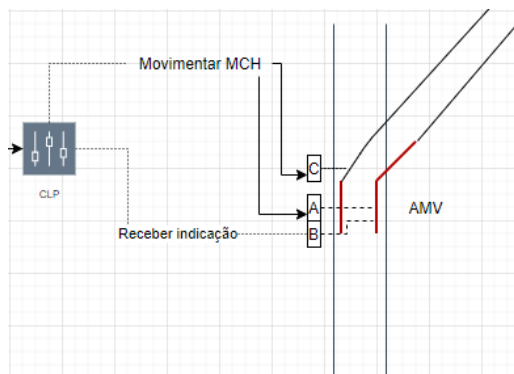 Movimentar MCH
CLP
C
A
AMV
Receber indicação
B